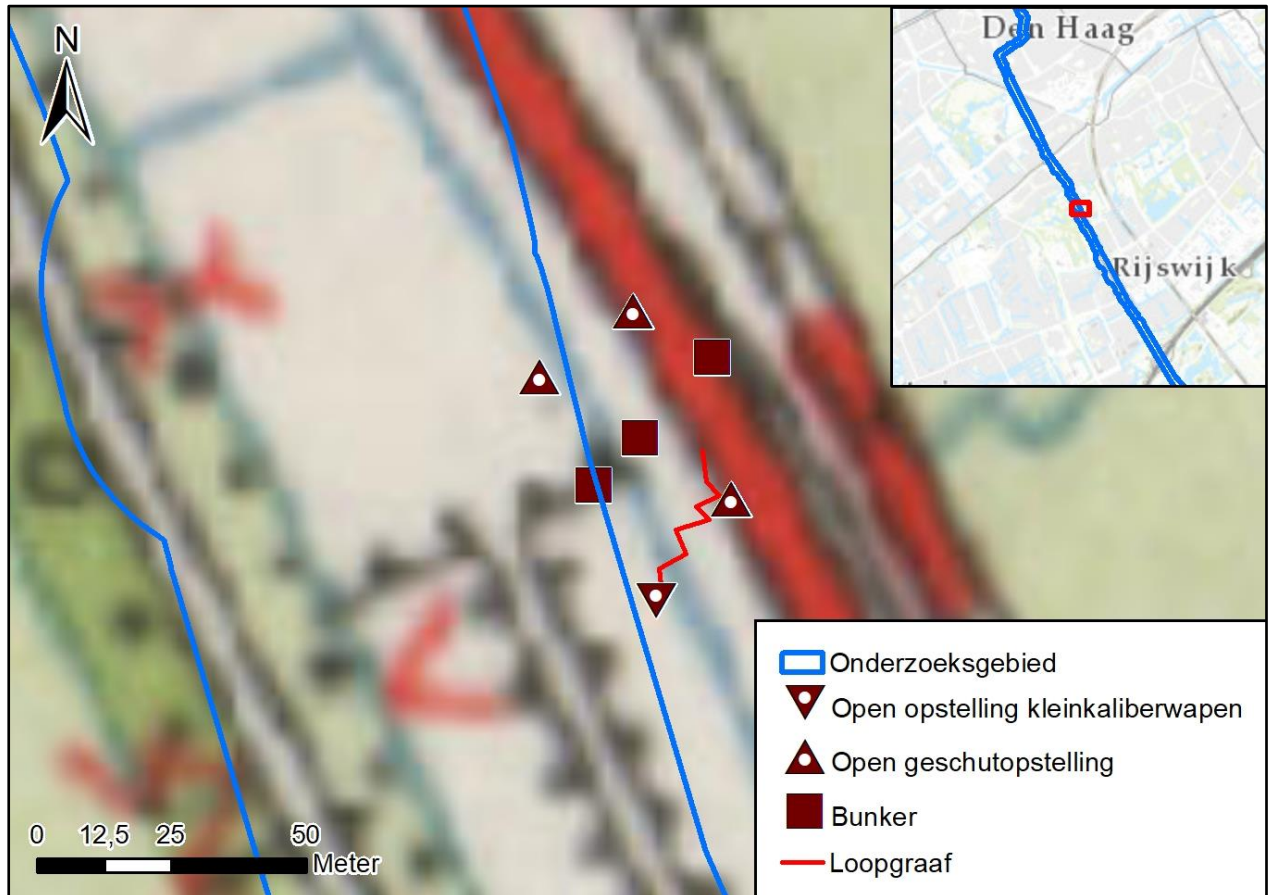 N
Den Haag
Rijswijk
Onderzoeksgebied
Open opstelling kleinkaliberwapen
Open geschutopstelling
Bunker
Loopgraaf
0 12,5 25 50
Meter